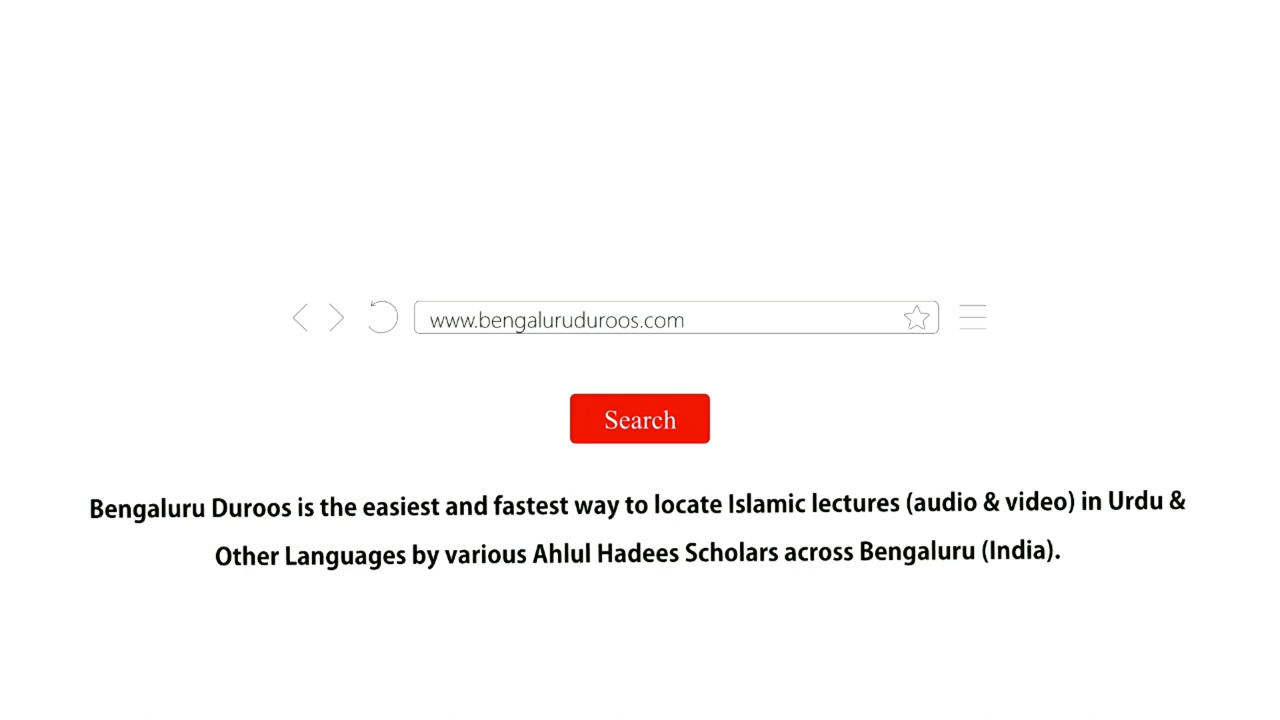 www.bengaluruduroos.com
Search
Bengaluru Duroos is the easiest and fastest way to locate Islamic lectures (audio & video) in Urdu &
Other Languages by various Ahlul Hadees Scholars across Bengaluru (India).